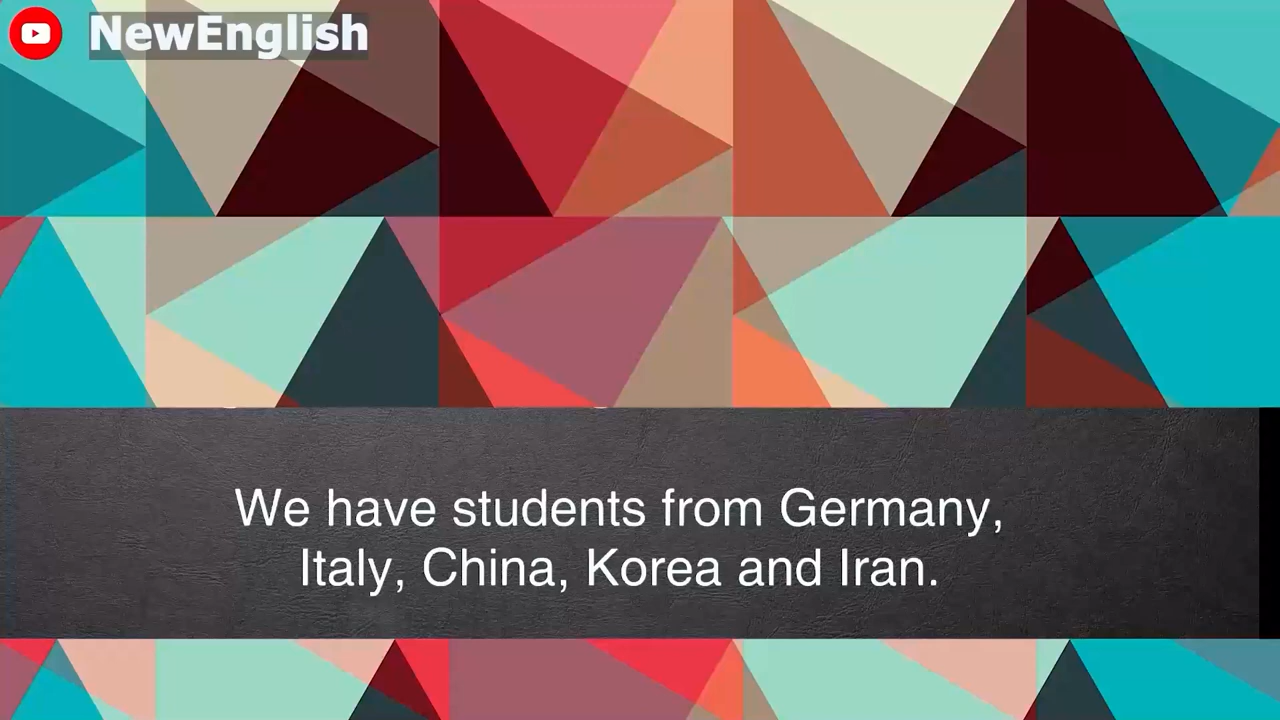 NewEnglish
We have students from Germany,
Italy, China, Korea and Iran.